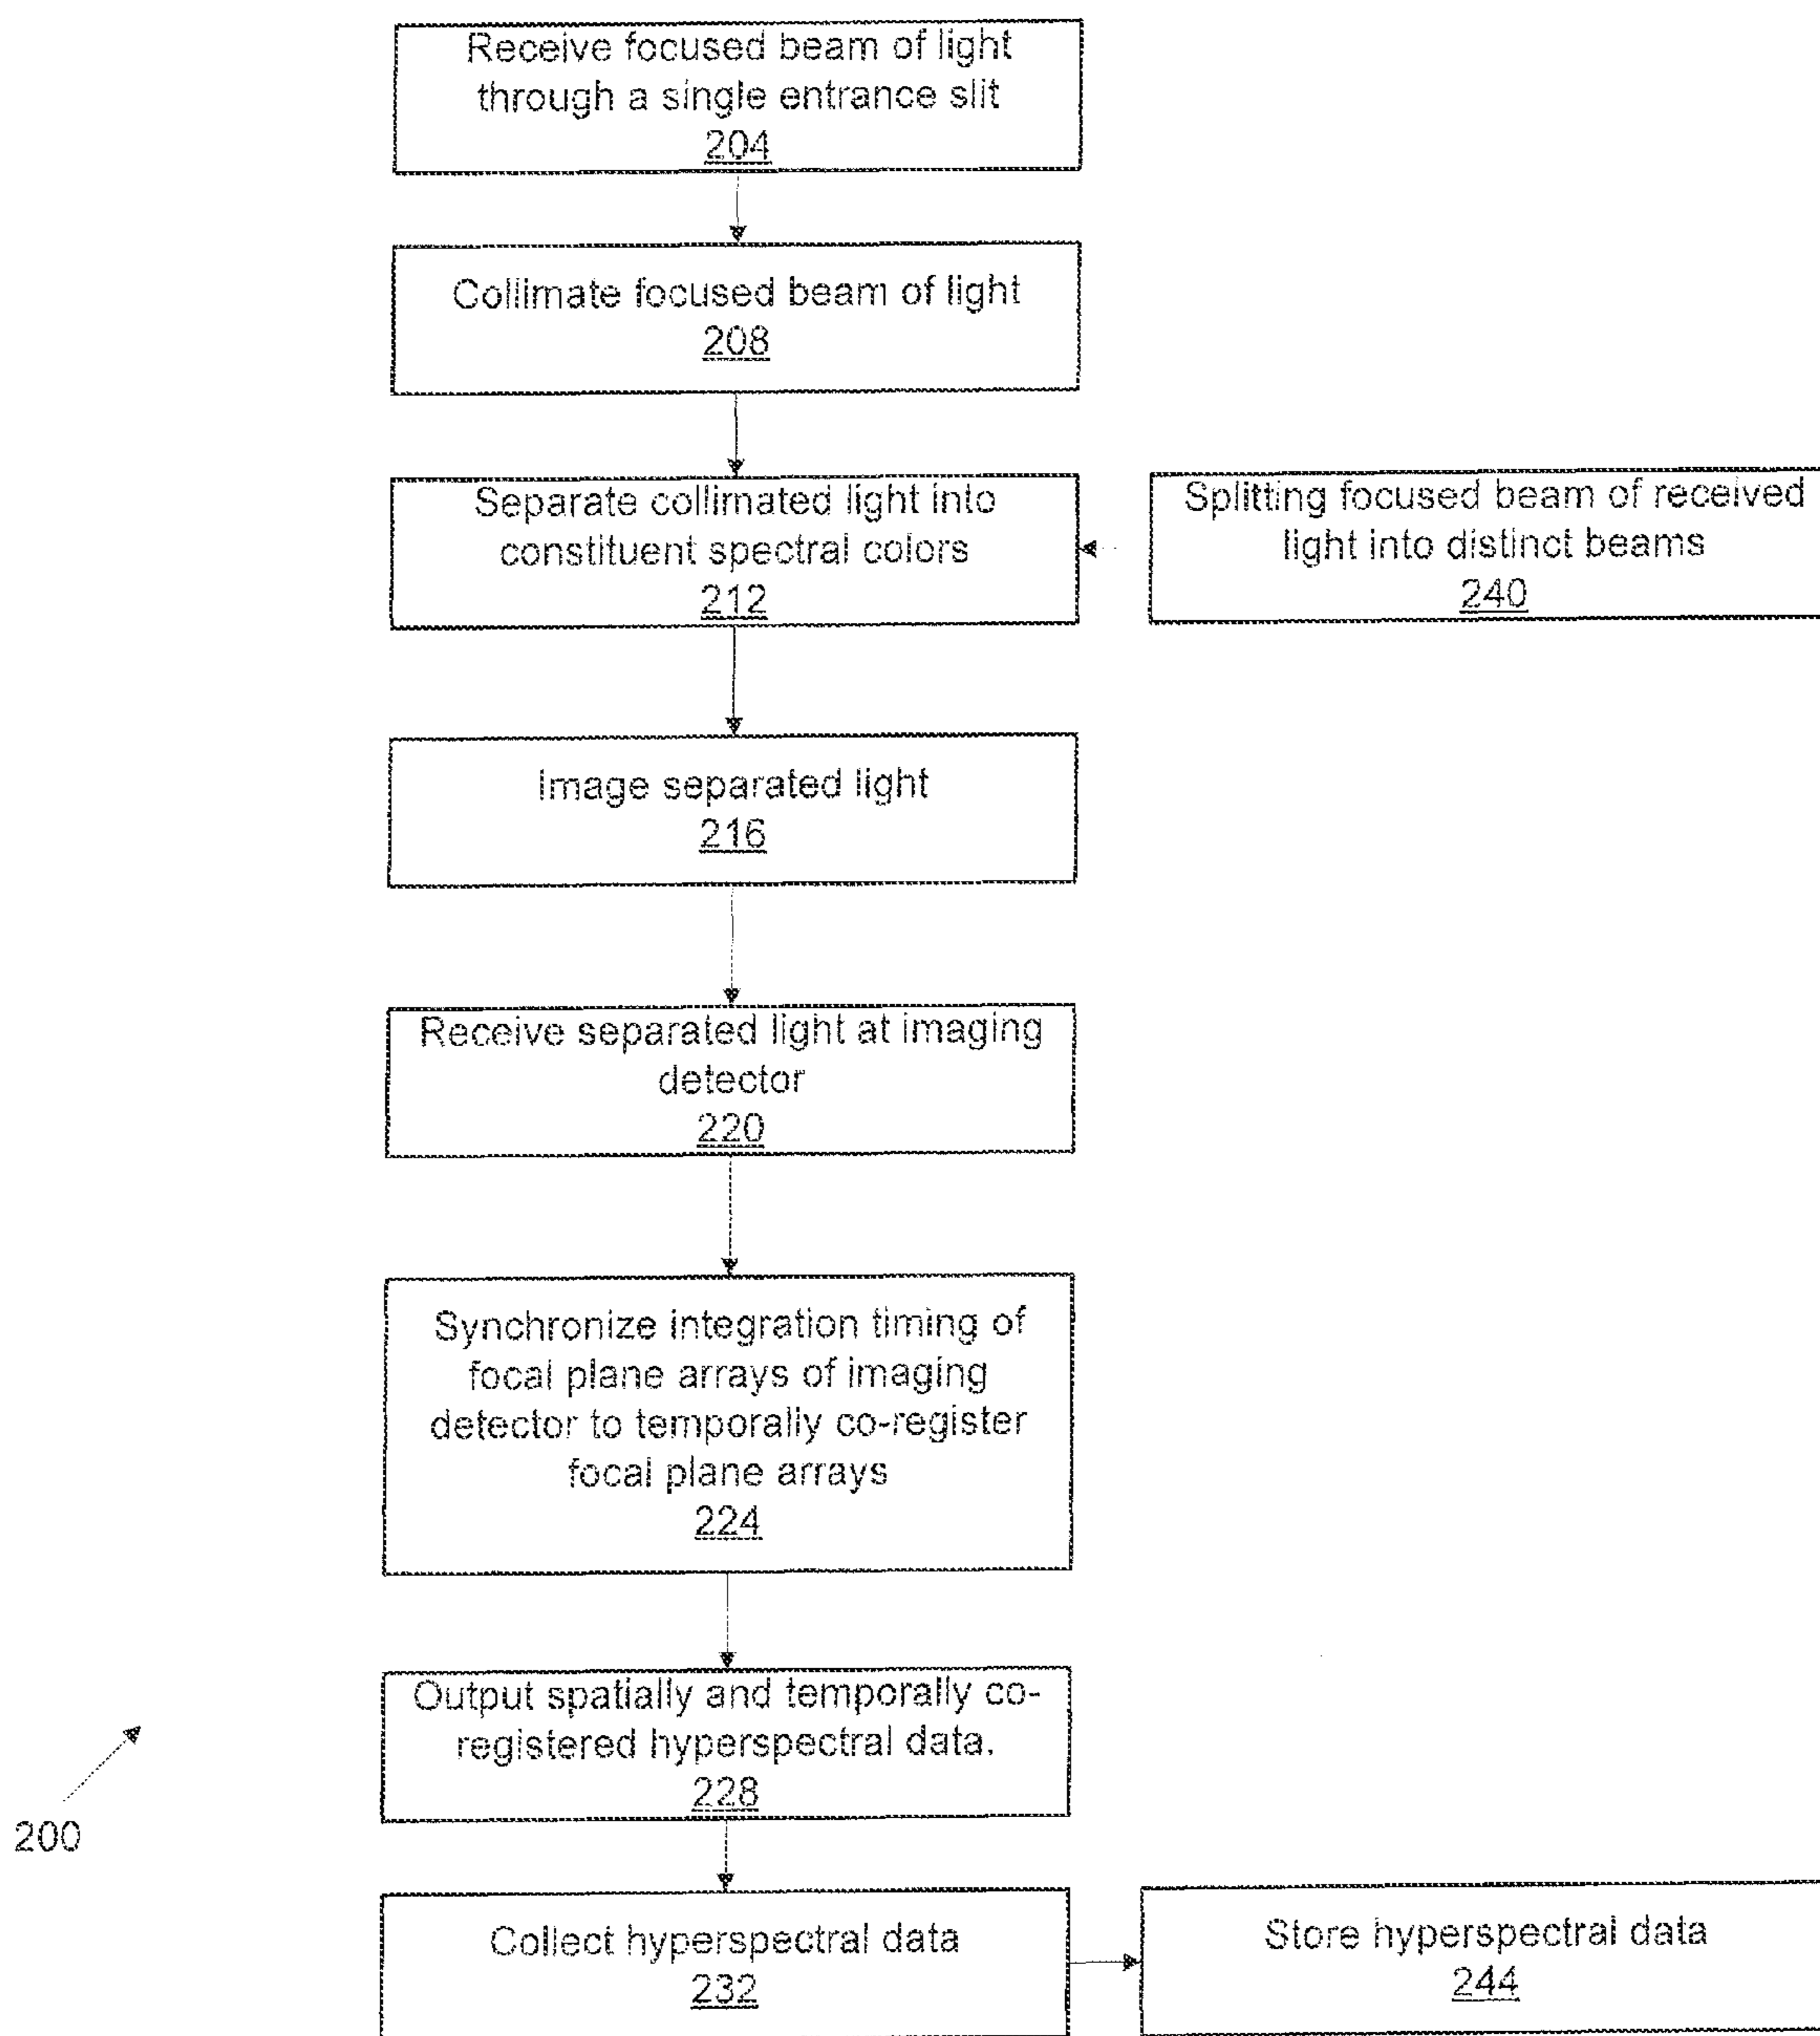 Receive focused beam of light
through a single entrance slit
204
Collimate focused beam of light
208
Separate collimated light into
constituent spectral colors
212
Splitting focused beam of received
light into distinct beams
240
Image separated light
216
Receive separated light at imaging
detector
220
Synchronize integration timing of
focal plane arrays of imaging
detector to temporally co-register
focal plane arrays
224
Output spatially and temporally co-
registered hyperspectral data.
228
200
Collect hyperspectral data
232
Store hyperspectral data
244